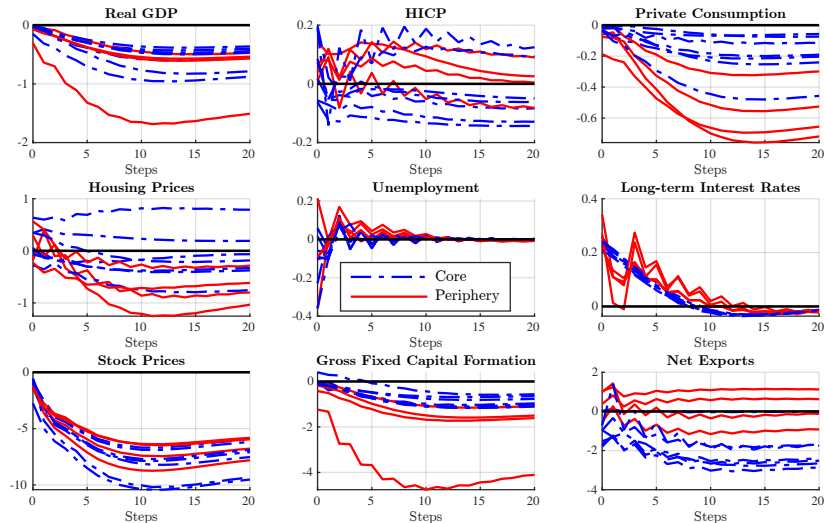 Real GDP
HICP
Private Consumption
0
-1
-2
0 5 10 15 20
Steps
0.2
0
-0.2
0 5 10 15 20
Steps
0
-0.2
-0.4
-0.6
0 5 10 15 20
Steps
Housing Prices
Unemployment
Long-term Interest Rates
1
0
-1
0 5 10 15 20
Steps
0.2
0
-0.2
-0.4
0 5 10 15 20
Core
Periphery
Steps
0.4
0.2
0
0 5 10 15 20
Steps
Stock Prices
Gross Fixed Capital Formation
Net Exports
0
-5
-10
0 5 10 15 20
Steps
0
-2
-4
0 5 10 15 20
Steps
2
0
-2
-4
0 5 10 15 20
Steps